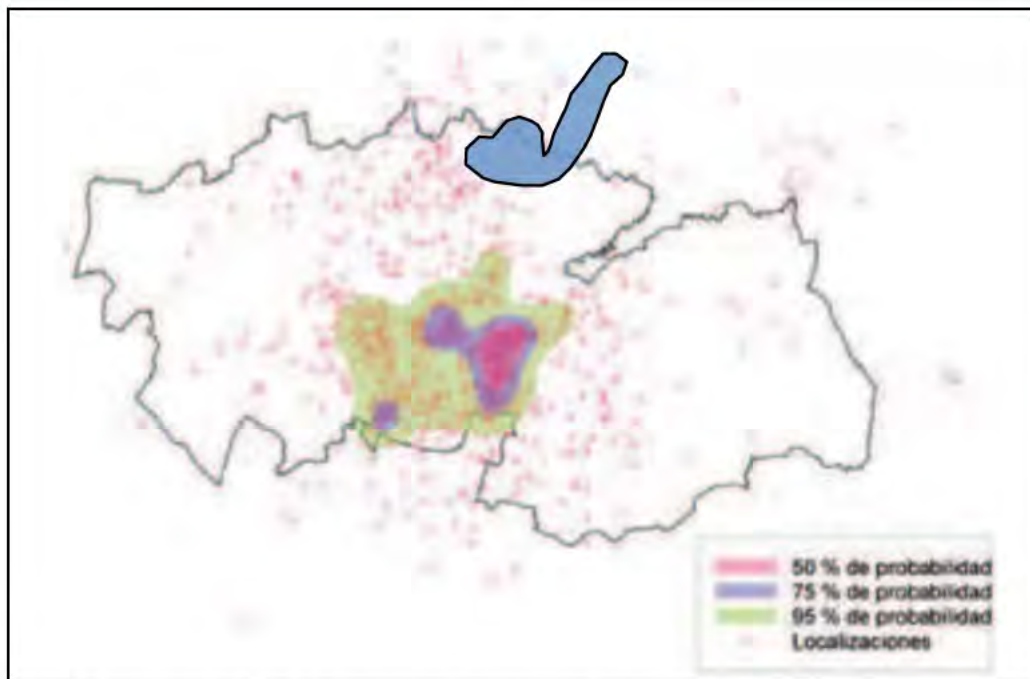 50 % de probabilidad
75 % de probabilidad
95 % de probabilidad
Localizaciones